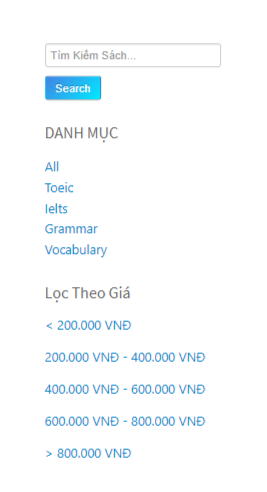 Tìm Kiếm Sách...
Search
DANH MỤC
All
Toeic
Ielts
Grammar
Vocabulary
Lọc Theo Giá
< 200.000 VNĐ
200.000 VNĐ - 400.000 VNĐ
400.000 VNĐ - 600.000 VNĐ
600.000 VNĐ - 800.000 VNĐ
> 800.000 VNĐ